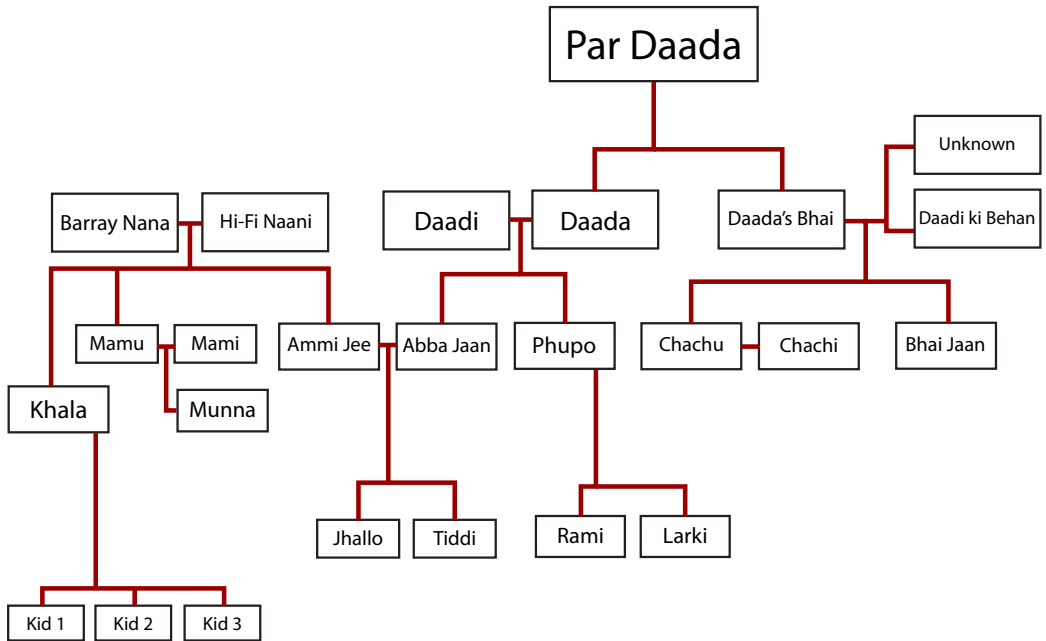 Par Daada
Unknown
Barray Nana
Hi-Fi Naani
Daadi
Daada
Daada's Bhai
Daadi ki Behan
Mamu
Mami
Ammi Jee
Abba Jaan
Phupo
Chachu
Chachi
Bhai Jaan
Khala
Munna
Jhallo
Tiddi
Rami
Larki
Kid 1
Kid 2
Kid 3